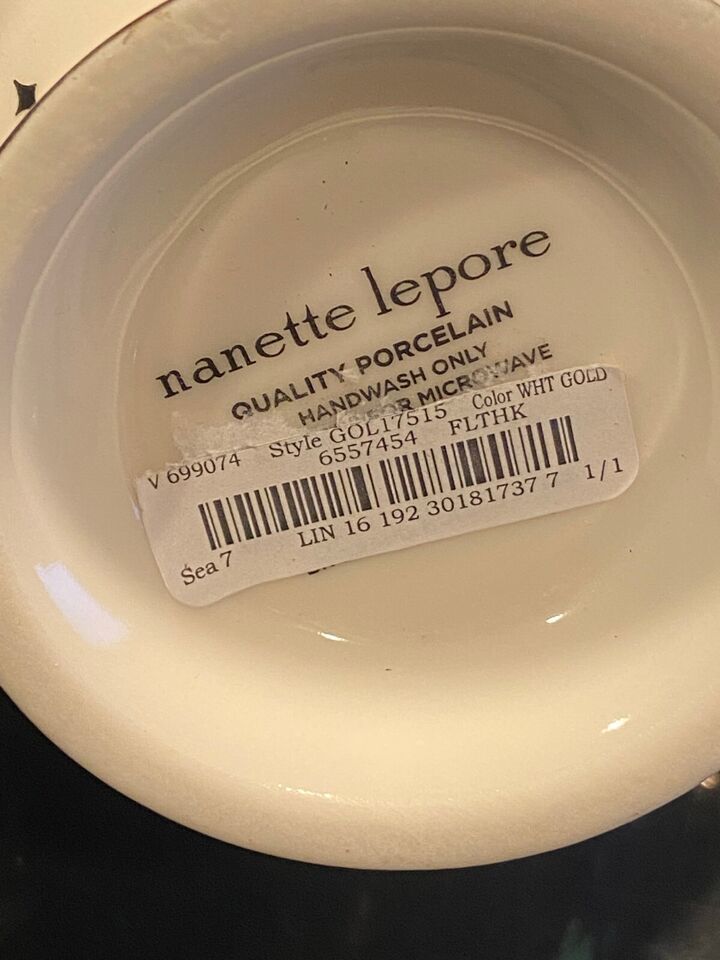 nanette lepore
QUALITY PORCELAIN
HANDWASH ONLY
FOR MICROWAVE
V 699074 Style GOL17515 Color WHT GOLD
6557454 FLTHK
LIN 16 192 30181737 7 1/1
Sea 7